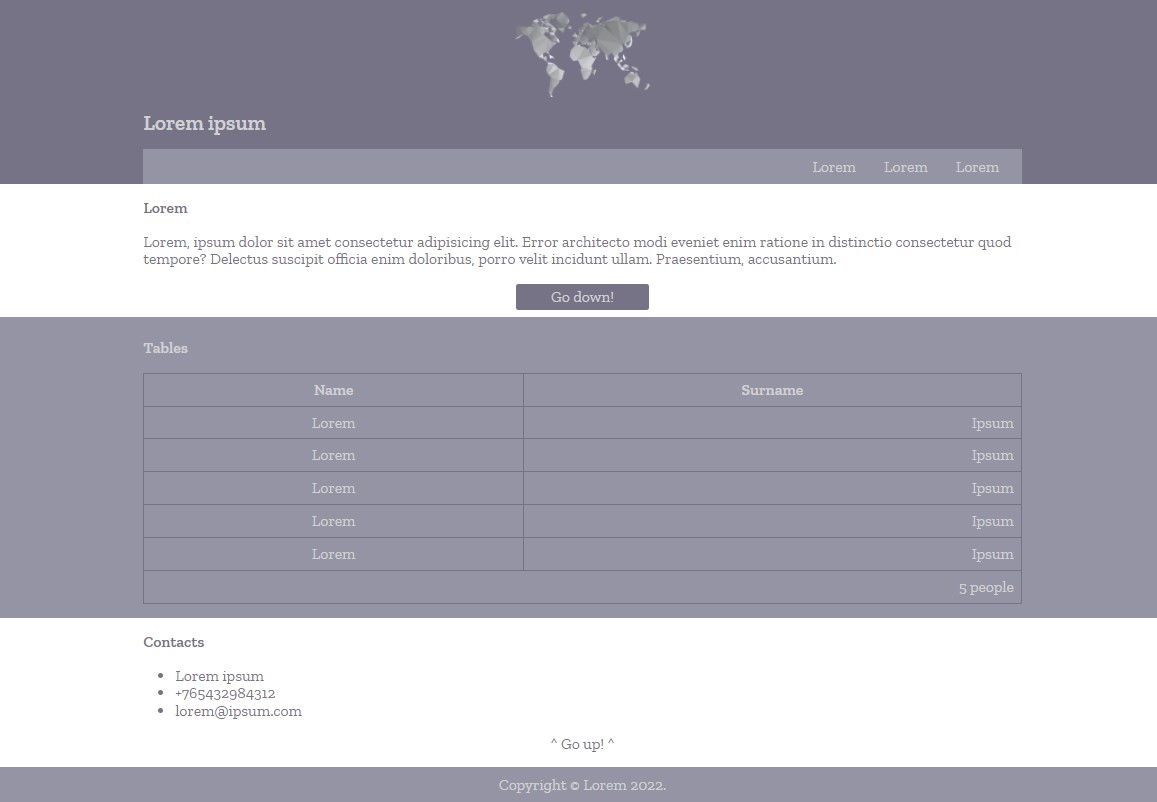 Lorem ipsum
Lorem Lorem Lorem
Lorem
Lorem, ipsum dolor sit amet consectetur adipisicing elit. Error architecto modi eveniet enim ratione in distinctio consectetur quod
tempore? Delectus suscipit officia enim doloribus, porro velit incidunt ullam. Praesentium, accusantium.
Go down!
Tables
Name Surname
Lorem Ipsum
Lorem Ipsum
Lorem Ipsum
Lorem Ipsum
Lorem Ipsum
5 people
Contacts
• Lorem ipsum
• +765432984312
• lorem@ipsum.com
^ Go up! ^
Copyright © Lorem 2022.